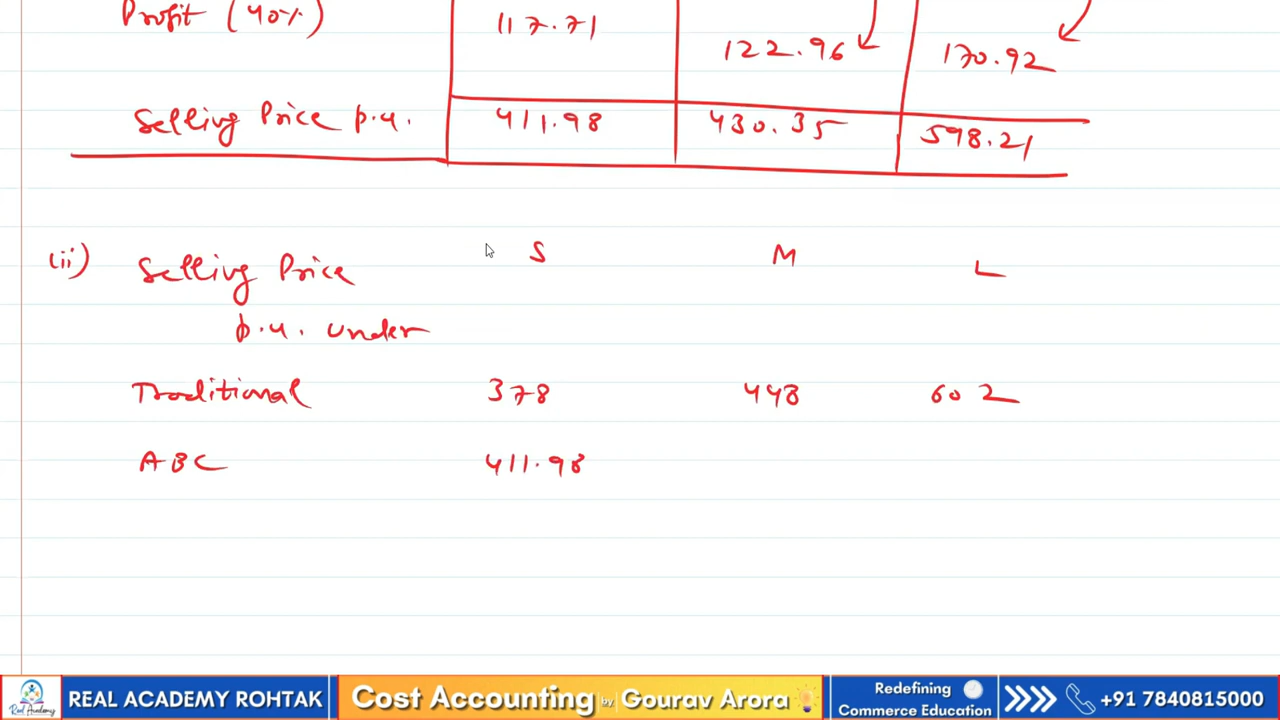 Profit (40%) 117.71 122.96 170.92
Selling Price p.u. 411.98 430.35 598.21
(ii) Selling Price S M L
p.u. under
Traditional 378 448 602
ABC 411.98
Real Academy
REAL ACADEMY ROHTAK
Cost Accounting by Gourav Arora
Redefining
Commerce Education
+91 7840815000